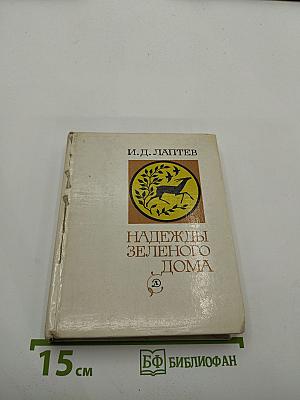 И.Д. ЛАПТЕВ
НАДЕЖДЫ
ЗЕЛЕНОГО
ДОМА
15 см
БФ БИБЛИОФАН